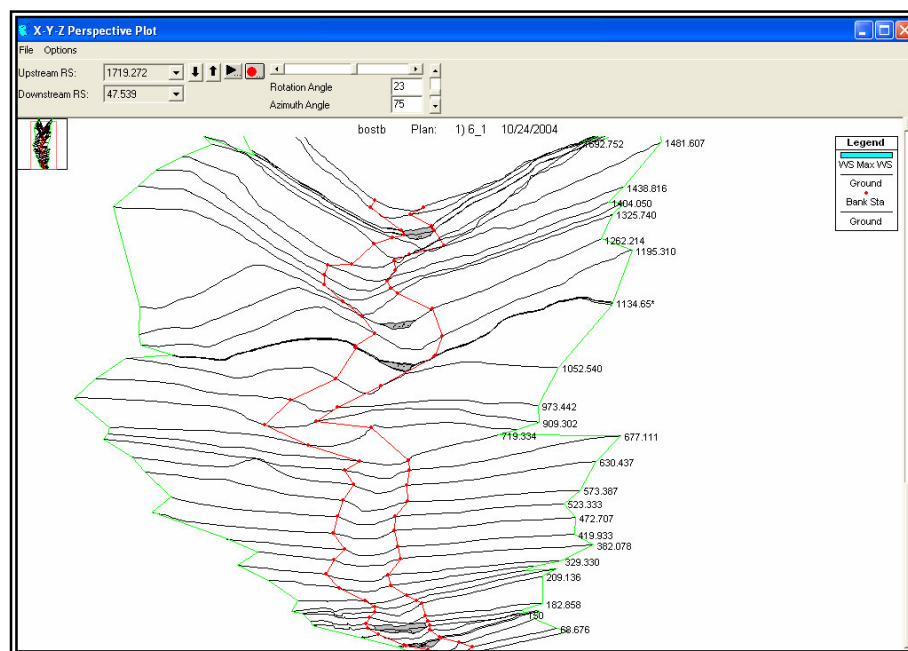 X-Y-Z Perspective Plot
File Options
Upstream RS: 1719.272
Downstream RS: 47.539
Rotation Angle 23
Azimuth Angle 75
bostb Plan: 1) 6_1 10/24/2004
Legend
WS Max WS
Ground
Bank Sta
Ground
1692.752
1481.607
1438.816
1404.050
1325.740
1262.214
1195.310
1134.65*
1052.540
973.442
909.302
719.334
677.111
630.437
573.387
523.333
472.707
419.933
382.078
329.330
209.136
182.858
150
68.676